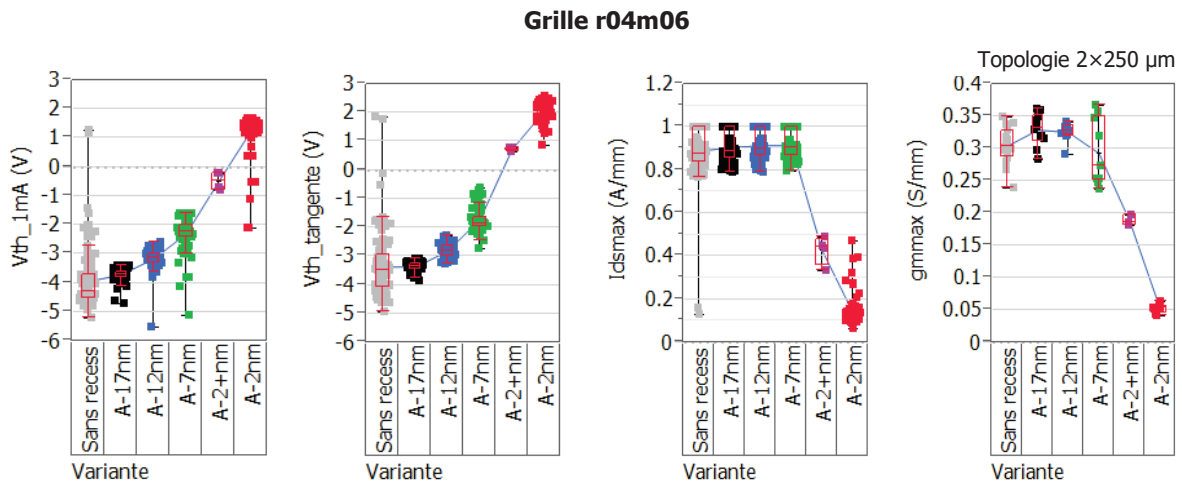 Grille r04m06
Topologie 2×250 µm
Vth_1mA (V)
3
2
1
0
-1
-2
-3
-4
-5
-6
Sans recess
A-17nm
A-12nm
A-7nm
A-2+nm
A-2nm
Variante
Vth_tangente (V)
3
2
1
0
-1
-2
-3
-4
-5
-6
Sans recess
A-17nm
A-12nm
A-7nm
A-2+nm
A-2nm
Variante
Idsmax (A/mm)
1.2
1
0.8
0.6
0.4
0.2
0
Sans recess
A-17nm
A-12nm
A-7nm
A-2+nm
A-2nm
Variante
gmmax (S/mm)
0.4
0.35
0.3
0.25
0.2
0.15
0.1
0.05
0
Sans recess
A-17nm
A-12nm
A-7nm
A-2+nm
A-2nm
Variante